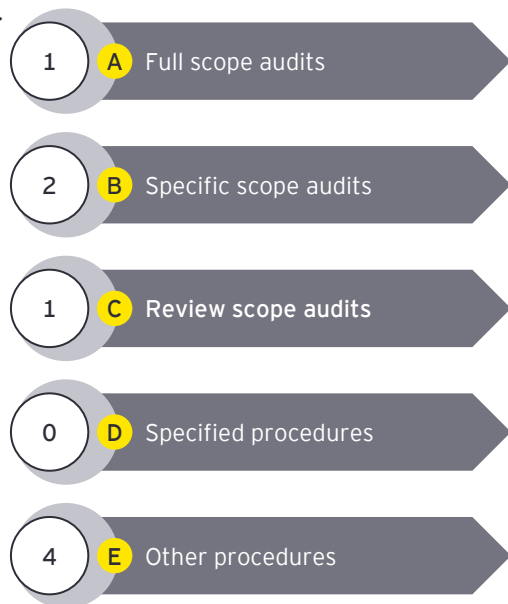 1 A Full scope audits
2 B Specific scope audits
1 C Review scope audits
0 D Specified procedures
4 E Other procedures